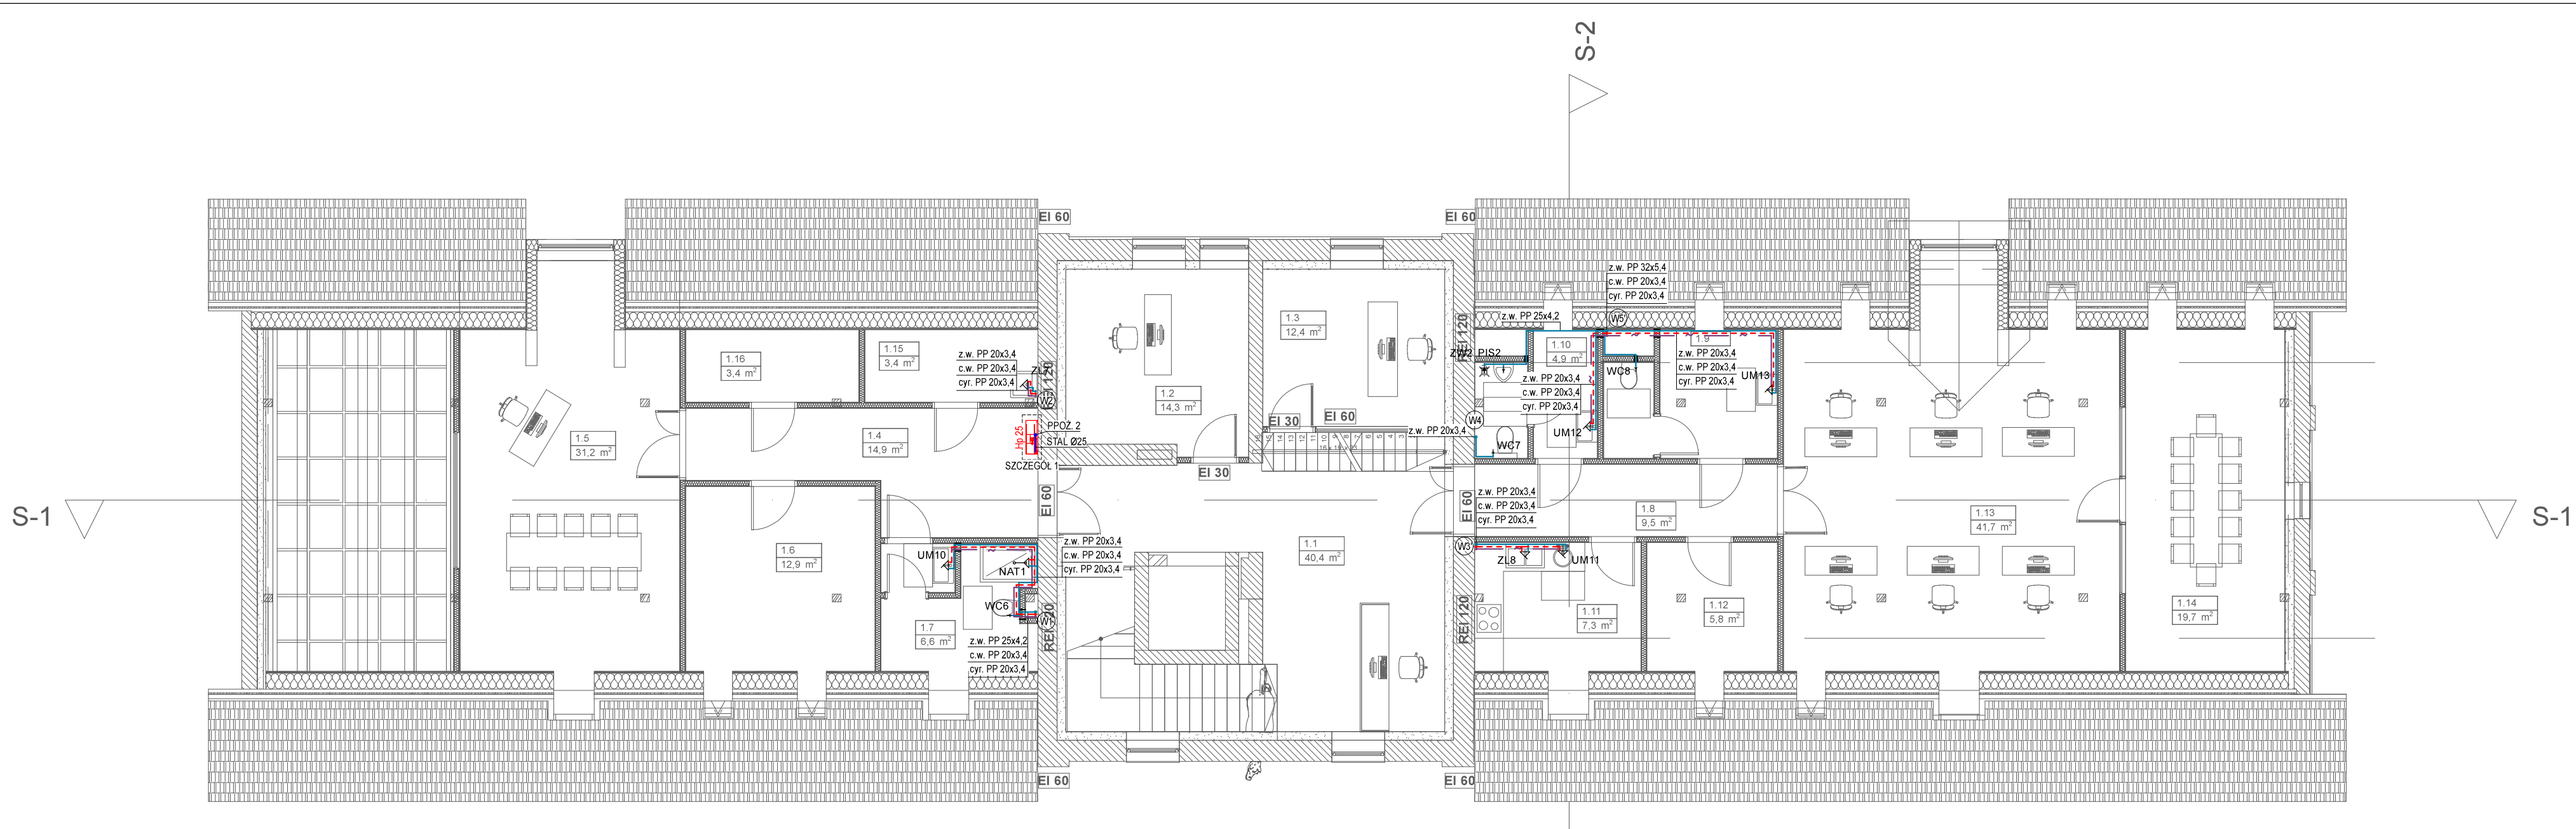 S-2
EI 60
EI 60
z.w. PP 32x5,4
c.w. PP 20x3,4
cyr. PP 20x3,4
W5'
z.w. PP 25x4,2
1.3
12,4 m²
REI 120
1.16
3,4 m²
1.15
3,4 m²
z.w. PP 20x3,4
c.w. PP 20x3,4
cyr. PP 20x3,4
W2
1.2
14,3 m²
ZW2 PIS2
1.10
4,9 m²
z.w. PP 20x3,4
c.w. PP 20x3,4
cyr. PP 20x3,4
WC8
1.9
z.w. PP 20x3,4
c.w. PP 20x3,4
cyr. PP 20x3,4
UM13
1.5
31,2 m²
1.4
14,9 m²
Hp 25
PPOŻ. 2
STAL Ø25
SZCZEGÓŁ 1
EI 30
EI 60
W4
z.w. PP 20x3,4
WC7
UM12
EI 30
S-1
EI 60
EI 60
z.w. PP 20x3,4
c.w. PP 20x3,4
cyr. PP 20x3,4
1.8
9,5 m²
1.13
41,7 m²
S-1
1.6
12,9 m²
UM10
NAT1
z.w. PP 20x3,4
c.w. PP 20x3,4
cyr. PP 20x3,4
1.1
40,4 m²
W3
ZL8
UM11
WC6
W1
1.7
6,6 m²
z.w. PP 25x4,2
c.w. PP 20x3,4
cyr. PP 20x3,4
REI 120
1.11
7,3 m²
1.12
5,8 m²
1.14
19,7 m²
EI 60
EI 60